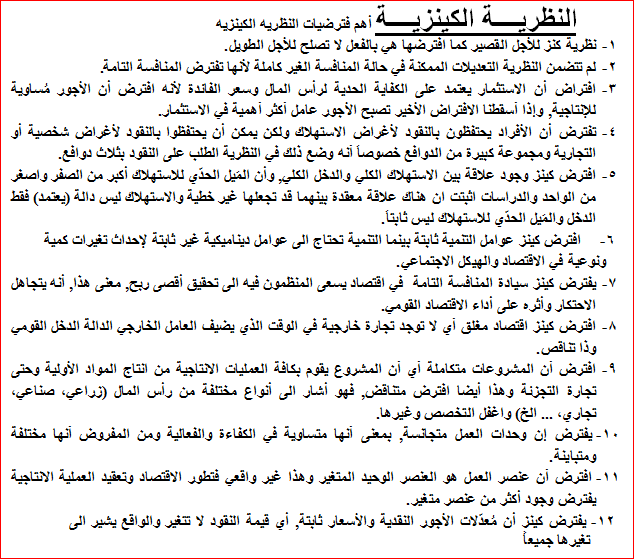 النظريـــة الكينزيـــة أهم فترضيات النظريه الكينزيه
١- نظرية كنز للأجل القصير كما افترضها هي بالفعل لا تصلح للأجل الطويل.
٢- لم تتضمن النظرية التعديلات الممكنة في حالة المنافسة الغير كاملة لأنها تفترض المنافسة التامة.
٣- افتراض أن الاستثمار يعتمد على الكفاية الحدية لرأس المال وسعر الفائدة لأنه افترض أن الأجور مُساوية
للإنتاجية, وإذا أسقطنا الافتراض الأخير تصبح الأجور عامل أكثر أهمية في الاستثمار.
٤- تفترض أن الأفراد يحتفظون بالنقود لأغراض الاستهلاك ولكن يمكن أن يحتفظوا بالنقود لأغراض شخصية أو
التجارية ومجموعة كبيرة من الدوافع خصوصاً أنه وضع ذلك في النظرية الطلب على النقود بثلاث دوافع.
٥- افترض كينز وجود علاقة بين الاستهلاك الكلي والدخل الكلي, وأن المَيل الحدّي للاستهلاك أكبر من الصفر واصغر
من الواحد والدراسات اثبتت ان هناك علاقة معقدة بينهما قد تجعلها غير خطية والاستهلاك ليس دالة (يعتمد) فقط
الدخل والمَيل الحدّي للاستهلاك ليس ثابتاً.
٦- افترض كينز عوامل التنمية ثابتة بينما التنمية تحتاج الى عوامل ديناميكية غير ثابتة لإحداث تغيرات كمية
ونوعية في الاقتصاد والهيكل الاجتماعي.
٧- يفترض كينز سيادة المنافسة التامة في اقتصاد يسعى المنظمون فيه الى تحقيق أقصى ربح, معنى هذا, أنه يتجاهل
الاحتكار وأثره على أداء الاقتصاد القومي.
٨- افترض كينز اقتصاد مغلق أي لا توجد تجارة خارجية في الوقت الذي يضيف العامل الخارجي الدالة الدخل القومي
وذا تناقص.
٩- افترض أن المشروعات متكاملة أي أن المشروع يقوم بكافة العمليات الانتاجية من انتاج المواد الأولية وحتى
تجارة التجزئة وهذا أيضا افترض متناقض, فهو أشار الى أنواع مختلفة من رأس المال (زراعي، صناعي،
تجاري، ... الخ) واغفل التخصص وغيرها.
١٠- يفترض إن وحدات العمل متجانسة, بمعنى أنها متساوية في الكفاءة والفعالية ومن المفروض أنها مختلفة
ومتباينة.
١١- افترض أن عنصر العمل هو العنصر الوحيد المتغير وهذا غير واقعي فتطور الاقتصاد وتعقيد العملية الانتاجية
يفترض وجود أكثر من عنصر متغير.
١٢- يفترض كينز أن مُعدّلات الأجور النقدية والأسعار ثابتة, أي قيمة النقود لا تتغير والواقع يشير الى
تغيرها جميعاُ